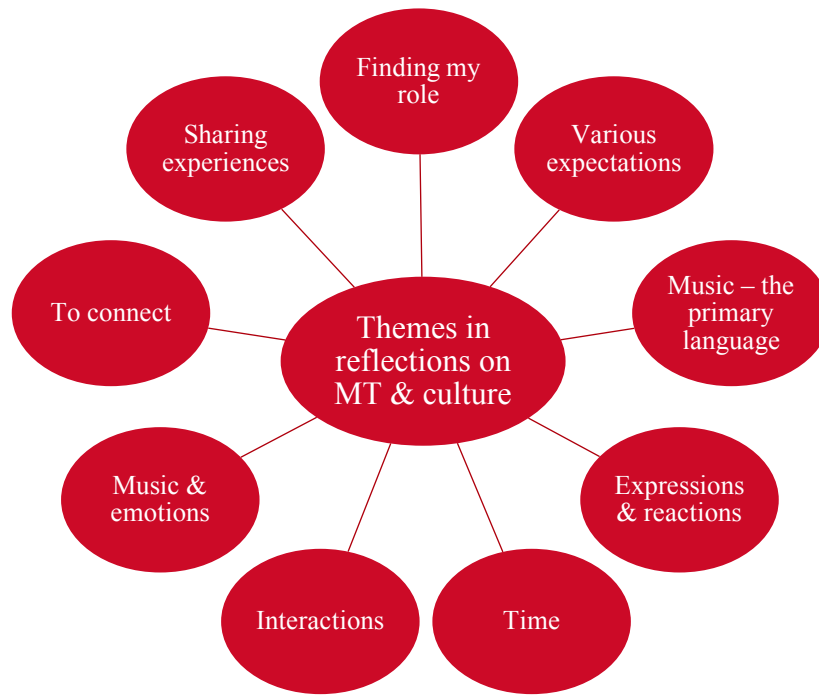 Finding my
role
Various
expectations
Music – the
primary
language
Expressions
& reactions
Time
Interactions
Music &
emotions
To connect
Sharing
experiences
Themes in
reflections on
MT & culture